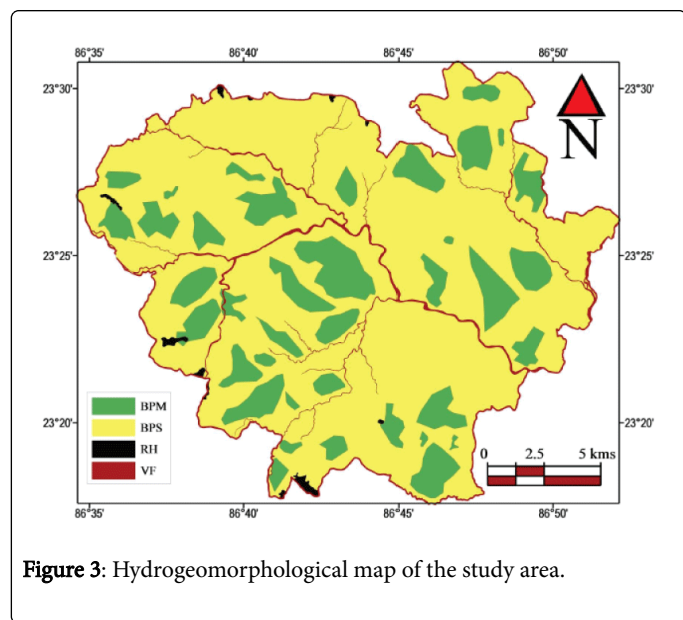 86°35' 86°40' 86°45' 86°50'
23°30' 23°30'
N
23°25' 23°25'
BPM
BPS
RH
VF
23°20' 23°20'
0 2.5 5 kms
86°35' 86°40' 86°45' 86°50'
Figure 3: Hydrogeomorphological map of the study area.